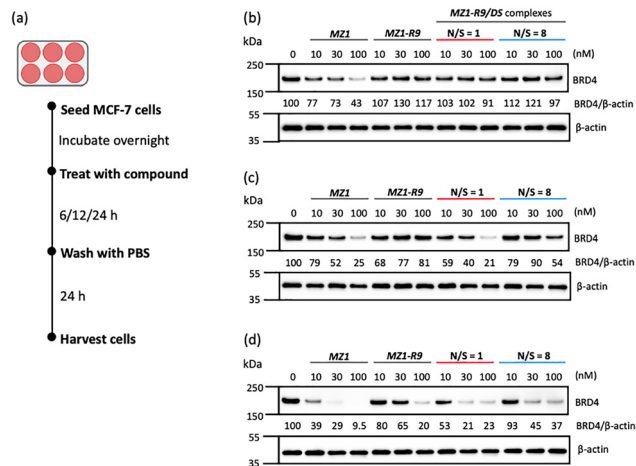 (a)
Seed MCF-7 cells
Incubate overnight
Treat with compound
6/12/24 h
Wash with PBS
24 h
Harvest cells
(b)
MZ1-R9/DS complexes
kDa MZ1 MZ1-R9 N/S = 1 N/S = 8
0 10 30 100 10 30 100 10 30 100 10 30 100 (nM)
250
BRD4
150
100 77 73 43 107 130 117 103 102 91 112 121 97 BRD4/β-actin
55
β-actin
35
(c)
kDa MZ1 MZ1-R9 N/S = 1 N/S = 8
0 10 30 100 10 30 100 10 30 100 10 30 100 (nM)
250
BRD4
150
100 79 52 25 68 77 81 59 40 21 79 90 54 BRD4/β-actin
55
β-actin
35
(d)
kDa MZ1 MZ1-R9 N/S = 1 N/S = 8
0 10 30 100 10 30 100 10 30 100 10 30 100 (nM)
250
BRD4
150
100 39 29 9.5 80 65 20 53 21 23 93 45 37 BRD4/β-actin
55
β-actin
35